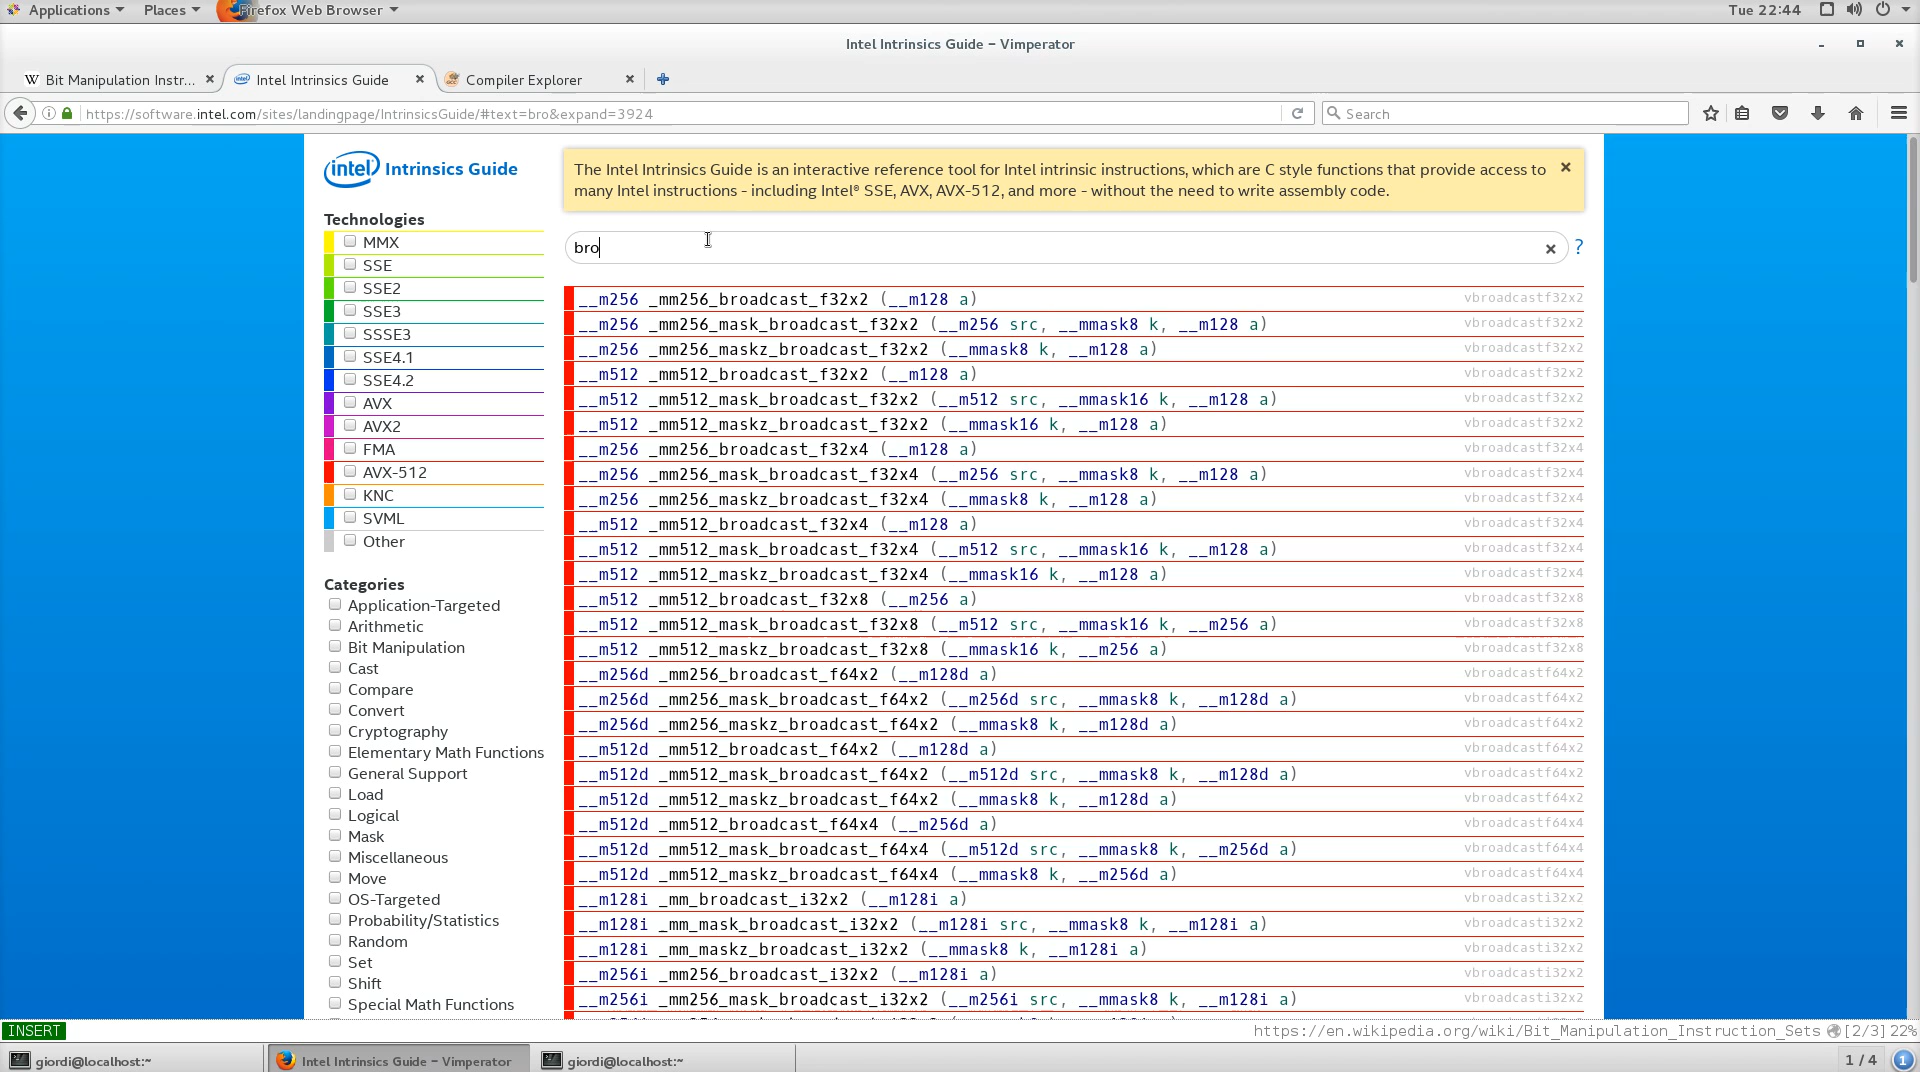 Applications Places Firefox Web Browser Tue 22:44
Intel Intrinsics Guide – Vimperator
W Bit Manipulation Instr... Intel Intrinsics Guide Compiler Explorer
https://software.intel.com/sites/landingpage/IntrinsicsGuide/#text=bro&expand=3924 Search
(intel) Intrinsics Guide
The Intel Intrinsics Guide is an interactive reference tool for Intel intrinsic instructions, which are C style functions that provide access to
many Intel instructions - including Intel® SSE, AVX, AVX-512, and more - without the need to write assembly code.
bro ?
Technologies
MMX
SSE
SSE2
SSE3
SSSE3
SSE4.1
SSE4.2
AVX
AVX2
FMA
AVX-512
KNC
SVML
Other
Categories
Application-Targeted
Arithmetic
Bit Manipulation
Cast
Compare
Convert
Cryptography
Elementary Math Functions
General Support
Load
Logical
Mask
Miscellaneous
Move
OS-Targeted
Probability/Statistics
Random
Set
Shift
Special Math Functions
__m256 _mm256_broadcast_f32x2 (__m128 a) vbroadcastf32x2
__m256 _mm256_mask_broadcast_f32x2 (__m256 src, __mmask8 k, __m128 a) vbroadcastf32x2
__m256 _mm256_maskz_broadcast_f32x2 (__mmask8 k, __m128 a) vbroadcastf32x2
__m512 _mm512_broadcast_f32x2 (__m128 a) vbroadcastf32x2
__m512 _mm512_mask_broadcast_f32x2 (__m512 src, __mmask16 k, __m128 a) vbroadcastf32x2
__m512 _mm512_maskz_broadcast_f32x2 (__mmask16 k, __m128 a) vbroadcastf32x2
__m256 _mm256_broadcast_f32x4 (__m128 a) vbroadcastf32x4
__m256 _mm256_mask_broadcast_f32x4 (__m256 src, __mmask8 k, __m128 a) vbroadcastf32x4
__m256 _mm256_maskz_broadcast_f32x4 (__mmask8 k, __m128 a) vbroadcastf32x4
__m512 _mm512_broadcast_f32x4 (__m128 a) vbroadcastf32x4
__m512 _mm512_mask_broadcast_f32x4 (__m512 src, __mmask16 k, __m128 a) vbroadcastf32x4
__m512 _mm512_maskz_broadcast_f32x4 (__mmask16 k, __m128 a) vbroadcastf32x4
__m512 _mm512_broadcast_f32x8 (__m256 a) vbroadcastf32x8
__m512 _mm512_mask_broadcast_f32x8 (__m512 src, __mmask16 k, __m256 a) vbroadcastf32x8
__m512 _mm512_maskz_broadcast_f32x8 (__mmask16 k, __m256 a) vbroadcastf32x8
__m256d _mm256_broadcast_f64x2 (__m128d a) vbroadcastf64x2
__m256d _mm256_mask_broadcast_f64x2 (__m256d src, __mmask8 k, __m128d a) vbroadcastf64x2
__m256d _mm256_maskz_broadcast_f64x2 (__mmask8 k, __m128d a) vbroadcastf64x2
__m512d _mm512_broadcast_f64x2 (__m128d a) vbroadcastf64x2
__m512d _mm512_mask_broadcast_f64x2 (__m512d src, __mmask8 k, __m128d a) vbroadcastf64x2
__m512d _mm512_maskz_broadcast_f64x2 (__mmask8 k, __m128d a) vbroadcastf64x2
__m512d _mm512_broadcast_f64x4 (__m256d a) vbroadcastf64x4
__m512d _mm512_mask_broadcast_f64x4 (__m512d src, __mmask8 k, __m256d a) vbroadcastf64x4
__m512d _mm512_maskz_broadcast_f64x4 (__mmask8 k, __m256d a) vbroadcastf64x4
__m128i _mm_broadcast_i32x2 (__m128i a) vbroadcasti32x2
__m128i _mm_mask_broadcast_i32x2 (__m128i src, __mmask8 k, __m128i a) vbroadcasti32x2
__m128i _mm_maskz_broadcast_i32x2 (__mmask8 k, __m128i a) vbroadcasti32x2
__m256i _mm256_broadcast_i32x2 (__m128i a) vbroadcasti32x2
__m256i _mm256_mask_broadcast_i32x2 (__m256i src, __mmask8 k, __m128i a) vbroadcasti32x2
INSERT https://en.wikipedia.org/wiki/Bit_Manipulation_Instruction_Sets [2/3] 22%
giordi@localhost:~ Intel Intrinsics Guide – Vimperator giordi@localhost:~ 1 / 4 1